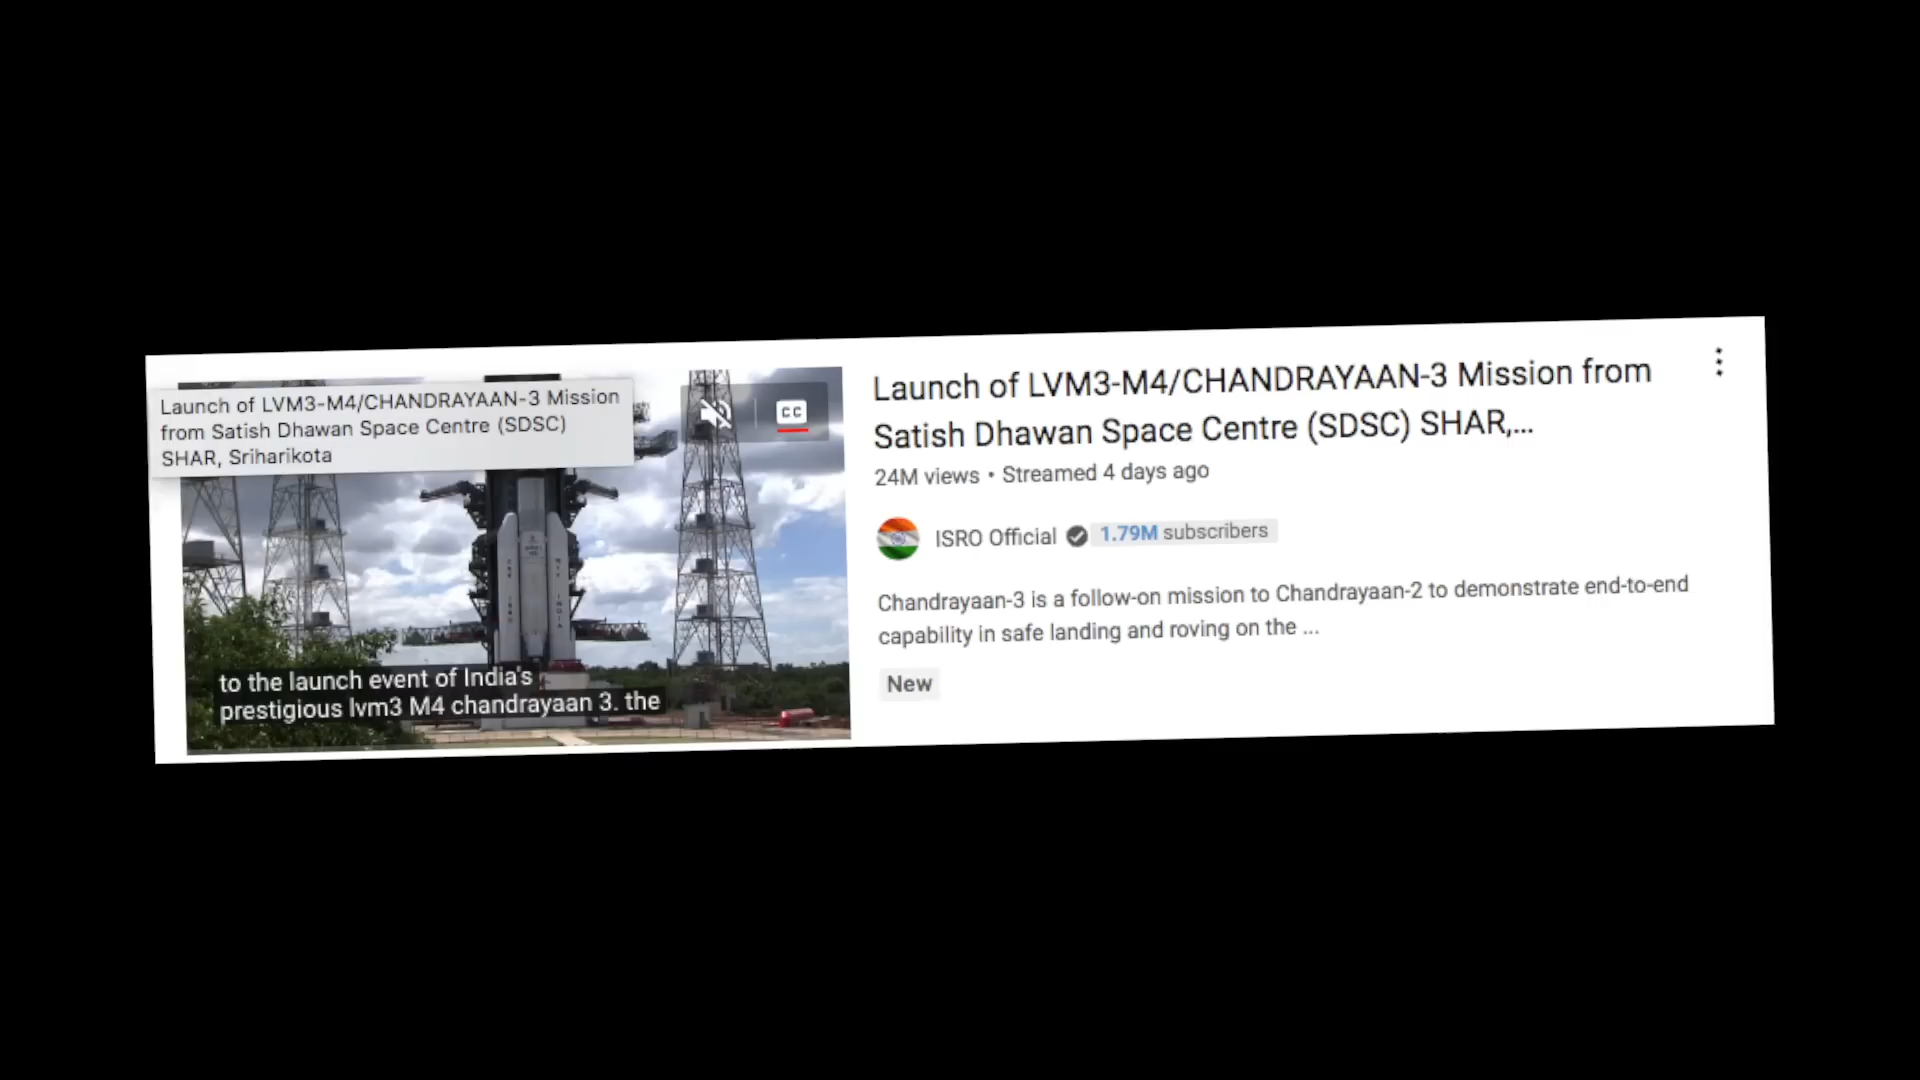 Launch of LVM3-M4/CHANDRAYAAN-3 Mission
from Satish Dhawan Space Centre (SDSC)
SHAR, Sriharikota
CC
to the launch event of India's
prestigious lvm3 M4 chandrayaan 3. the
Launch of LVM3-M4/CHANDRAYAAN-3 Mission from
Satish Dhawan Space Centre (SDSC) SHAR,...
24M views • Streamed 4 days ago
ISRO Official 1.79M subscribers
Chandrayaan-3 is a follow-on mission to Chandrayaan-2 to demonstrate end-to-end
capability in safe landing and roving on the ...
New